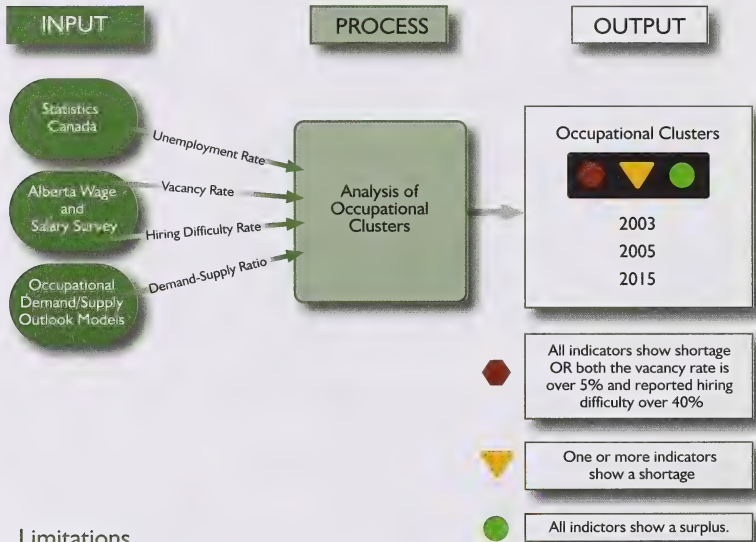 INPUT
PROCESS
OUTPUT
Statistics
Canada
Unemployment Rate
Alberta Wage
and
Salary Survey
Vacancy Rate
Hiring Difficulty Rate
Occupational
Demand/Supply
Outlook Models
Demand-Supply Ratio
Analysis of
Occupational
Clusters
Occupational Clusters
2003
2005
2015
All indicators show shortage
OR both the vacancy rate is
over 5% and reported hiring
difficulty over 40%
One or more indicators
show a shortage
All indictors show a surplus.
Limitations